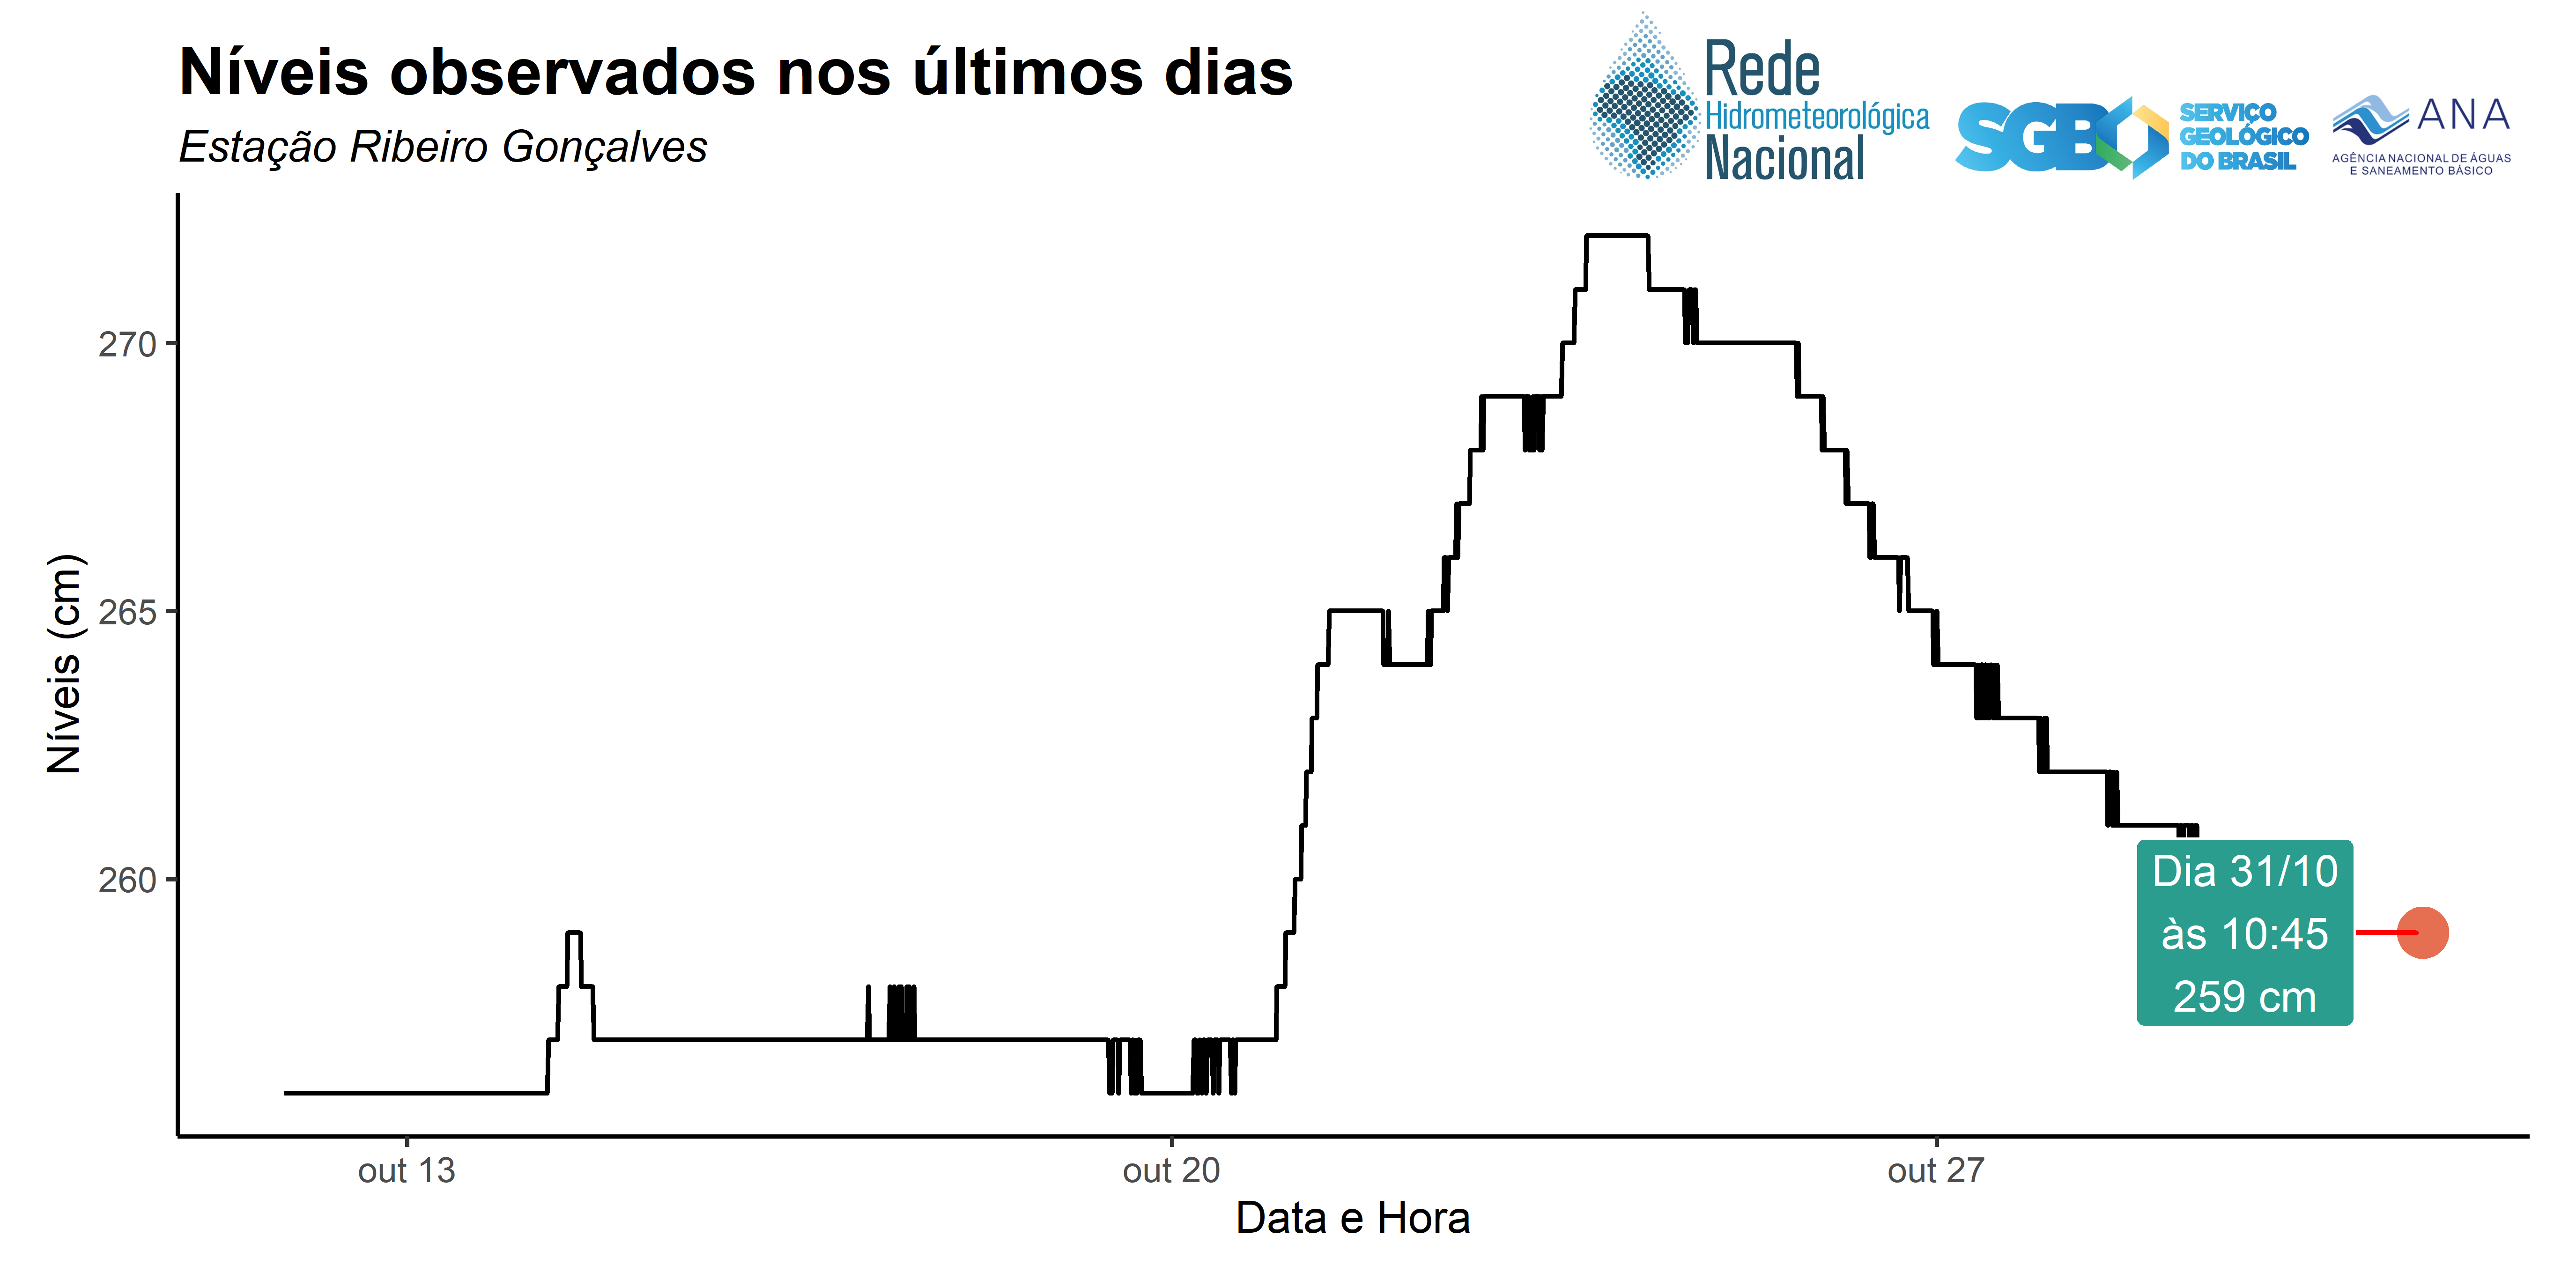 Níveis observados nos últimos dias
Estação Ribeiro Gonçalves
Rede
Hidrometeorológica
Nacional
SGB
SERVIÇO
GEOLÓGICO
DO BRASIL
ANA
AGÊNCIA NACIONAL DE ÁGUAS
E SANEAMENTO BÁSICO
Níveis (cm)
270
265
260
Dia 31/10
às 10:45
259 cm
out 13
out 20
out 27
Data e Hora